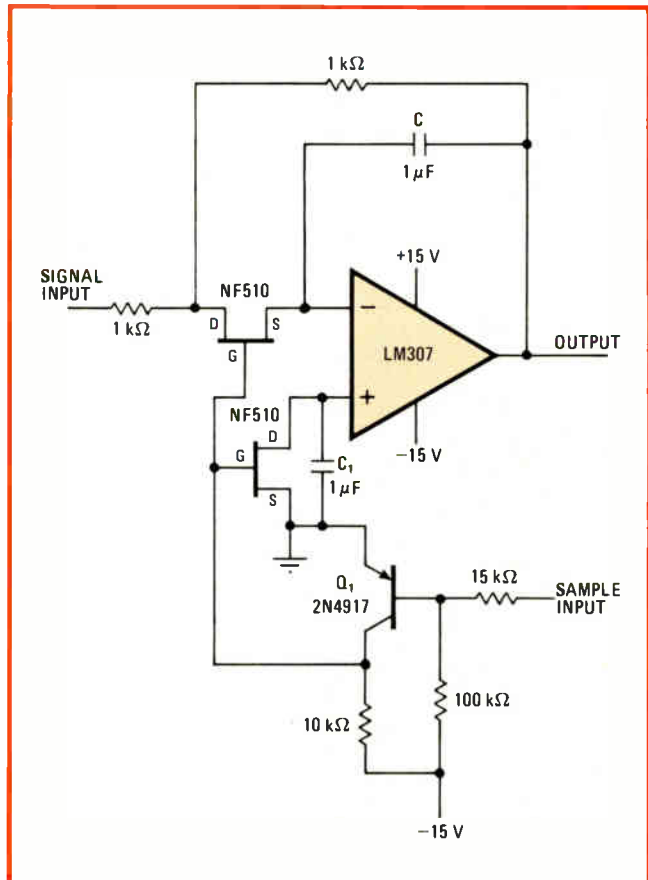 1 kΩ
C
1 µF
SIGNAL
INPUT
NF510
+15 V
D
S
1 kΩ
G
LM307
OUTPUT
NF510
−
+
D
G
C₁
−15 V
S
1 µF
Q₁
15 kΩ
SAMPLE
INPUT
2N4917
10 kΩ
100 kΩ
−15 V